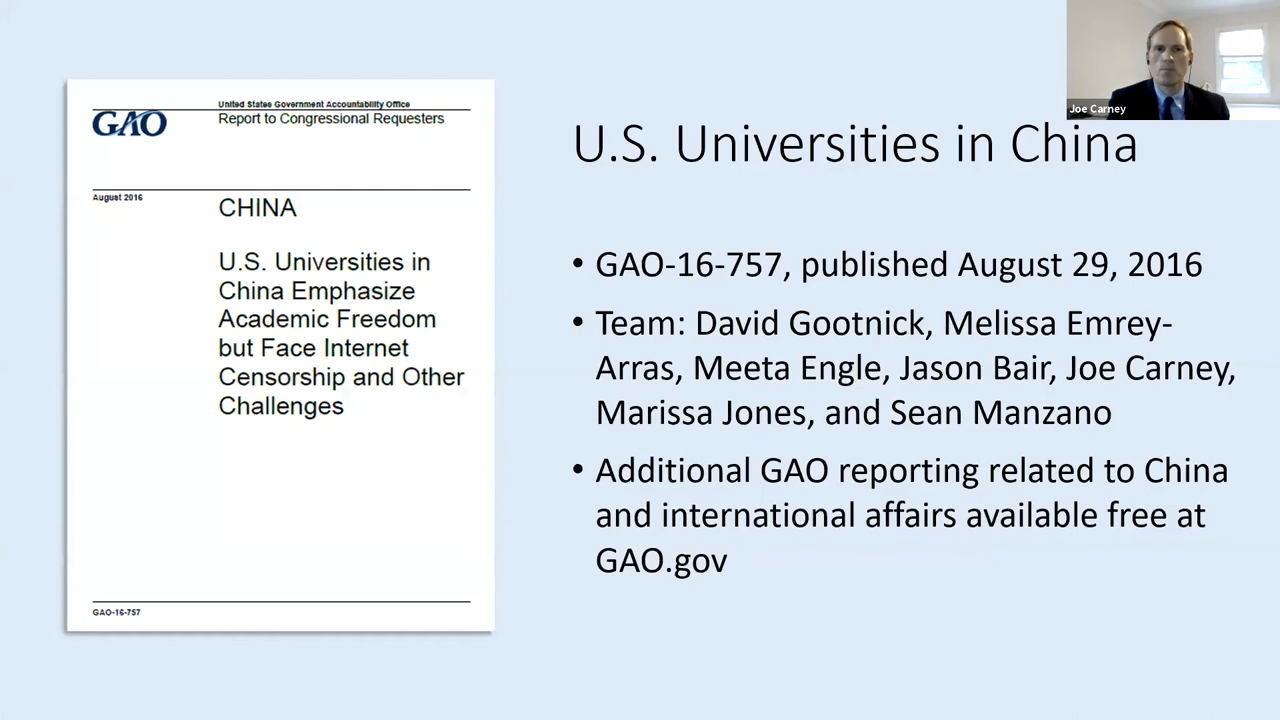 United States Government Accountability Office
GAO
Report to Congressional Requesters
August 2016
CHINA
U.S. Universities in
China Emphasize
Academic Freedom
but Face Internet
Censorship and Other
Challenges
GAO-16-757
Joe Carney
U.S. Universities in China
• GAO-16-757, published August 29, 2016
• Team: David Gootnick, Melissa Emrey-
Arras, Meeta Engle, Jason Bair, Joe Carney,
Marissa Jones, and Sean Manzano
• Additional GAO reporting related to China
and international affairs available free at
GAO.gov